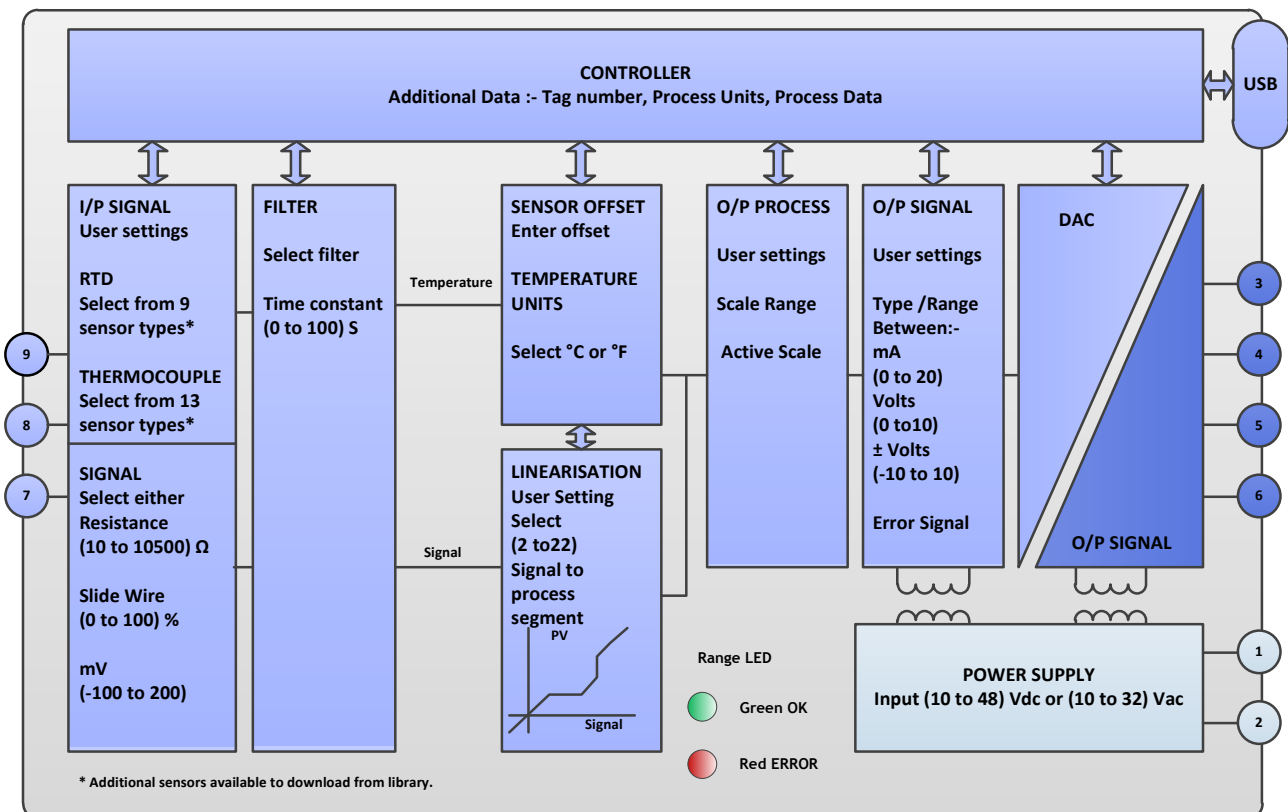 CONTROLLER
Additional Data :- Tag number, Process Units, Process Data
USB
I/P SIGNAL
User settings
RTD
Select from 9
sensor types*
THERMOCOUPLE
Select from 13
sensor types*
SIGNAL
Select either
Resistance
(10 to 10500) Ω
Slide Wire
(0 to 100) %
mV
(-100 to 200)
9
8
7
FILTER
Select filter
Time constant
(0 to 100) S
Temperature
Signal
SENSOR OFFSET
Enter offset
TEMPERATURE
UNITS
Select °C or °F
LINEARISATION
User Setting
Select
(2 to22)
Signal to
process
segment
PV
Signal
O/P PROCESS
User settings
Scale Range
Active Scale
O/P SIGNAL
User settings
Type /Range
Between:-
mA
(0 to 20)
Volts
(0 to10)
± Volts
(-10 to 10)
Error Signal
DAC
O/P SIGNAL
3
4
5
6
Range LED
Green OK
Red ERROR
POWER SUPPLY
Input (10 to 48) Vdc or (10 to 32) Vac
1
2
* Additional sensors available to download from library.